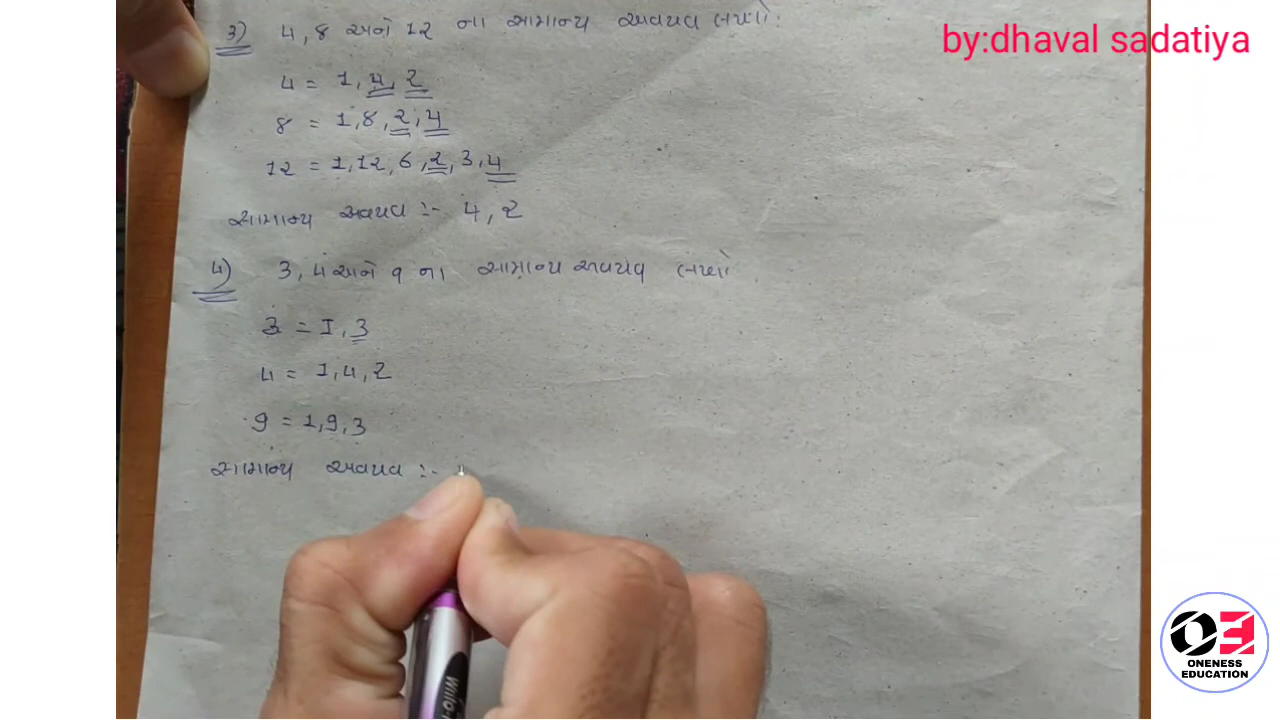 by:dhaval sadatiya
3) 4, 8 અને 12 ના સામાન્ય અવયવ લખો.
4 = 1, 4, 2
8 = 1, 8, 2, 4
12 = 1, 12, 6, 2, 3, 4
સામાન્ય અવયવ :- 4, 2
4) 3, 4 અને 9 ના સામાન્ય અવયવ લખો.
3 = 1, 3
4 = 1, 4, 2
9 = 1, 9, 3
સામાન્ય અવયવ :-
Wilfo
ONENESS
EDUCATION